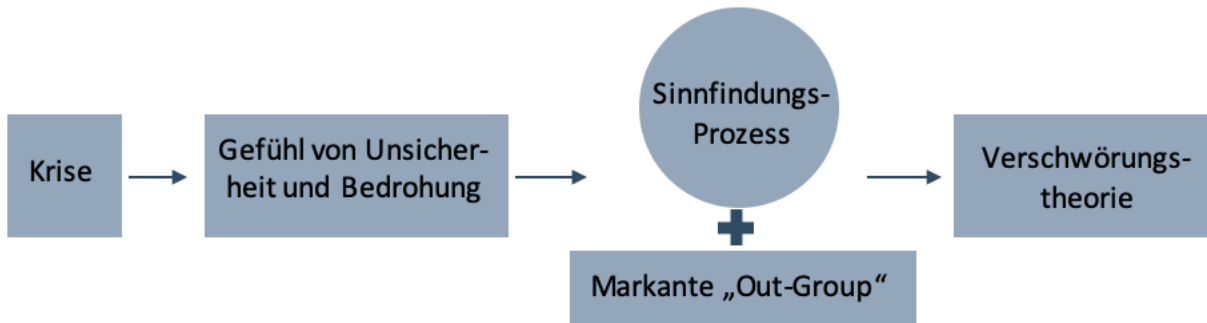 Krise
Gefühl von Unsicher-
heit und Bedrohung
Sinnfindungs-
Prozess
Markante „Out-Group“
Verschwörungs-
theorie